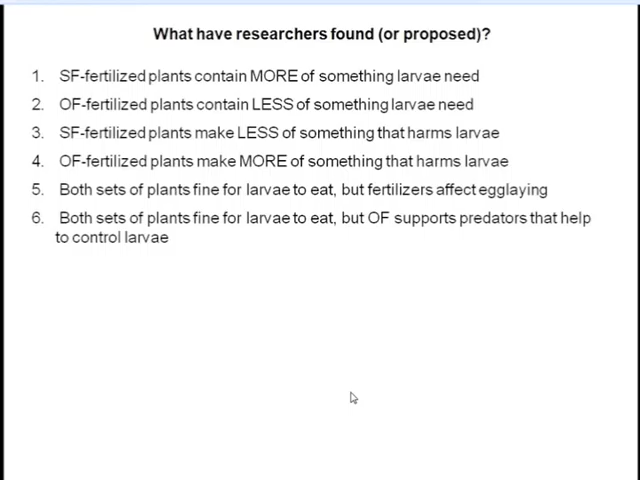 What have researchers found (or proposed)?
1. SF-fertilized plants contain MORE of something larvae need
2. OF-fertilized plants contain LESS of something larvae need
3. SF-fertilized plants make LESS of something that harms larvae
4. OF-fertilized plants make MORE of something that harms larvae
5. Both sets of plants fine for larvae to eat, but fertilizers affect egglaying
6. Both sets of plants fine for larvae to eat, but OF supports predators that help
to control larvae